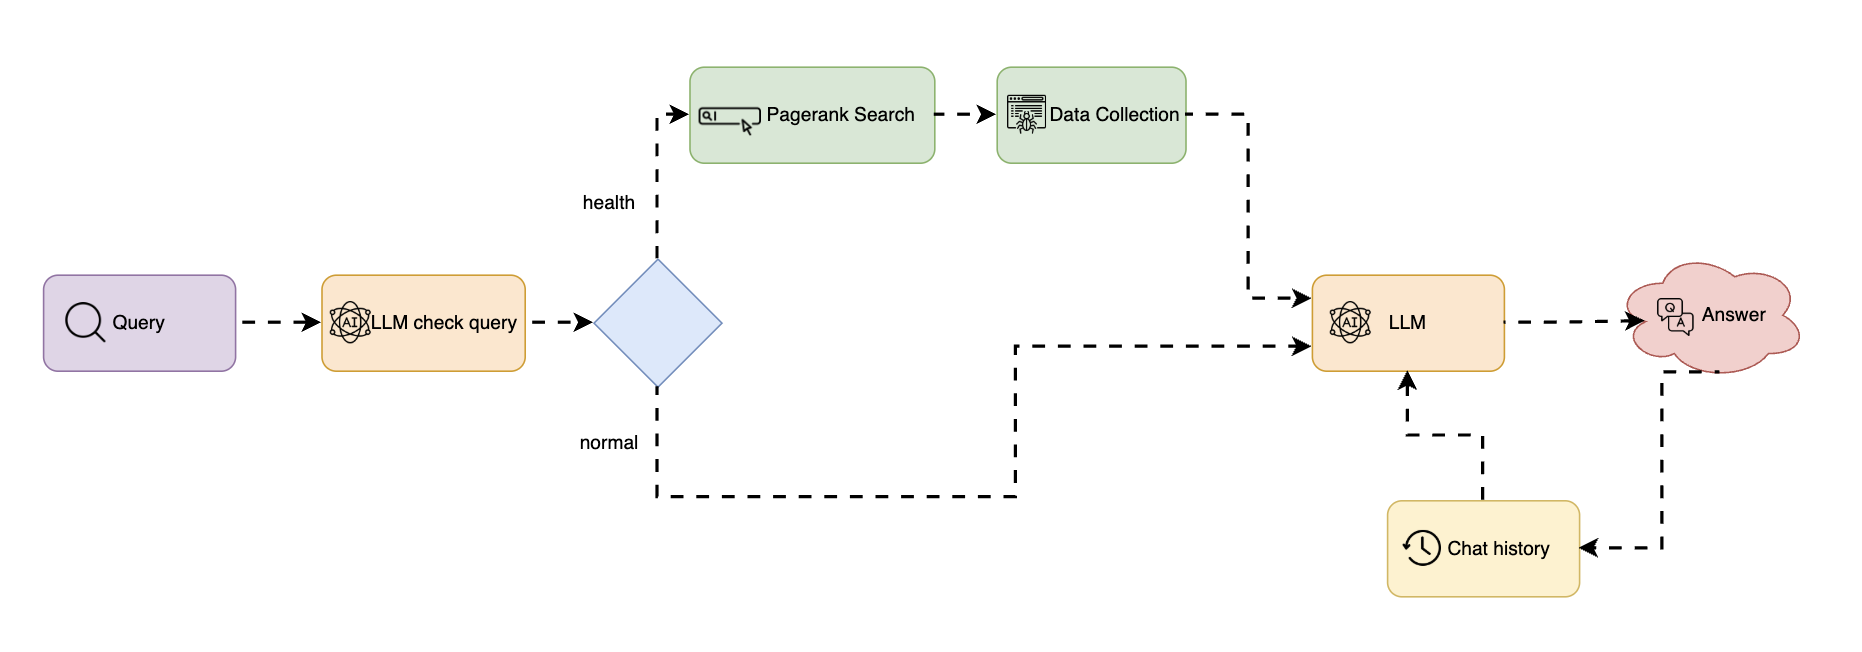 Pagerank Search
Data Collection
health
Query
AI
LLM check query
AI
LLM
Q
A
Answer
normal
Chat history